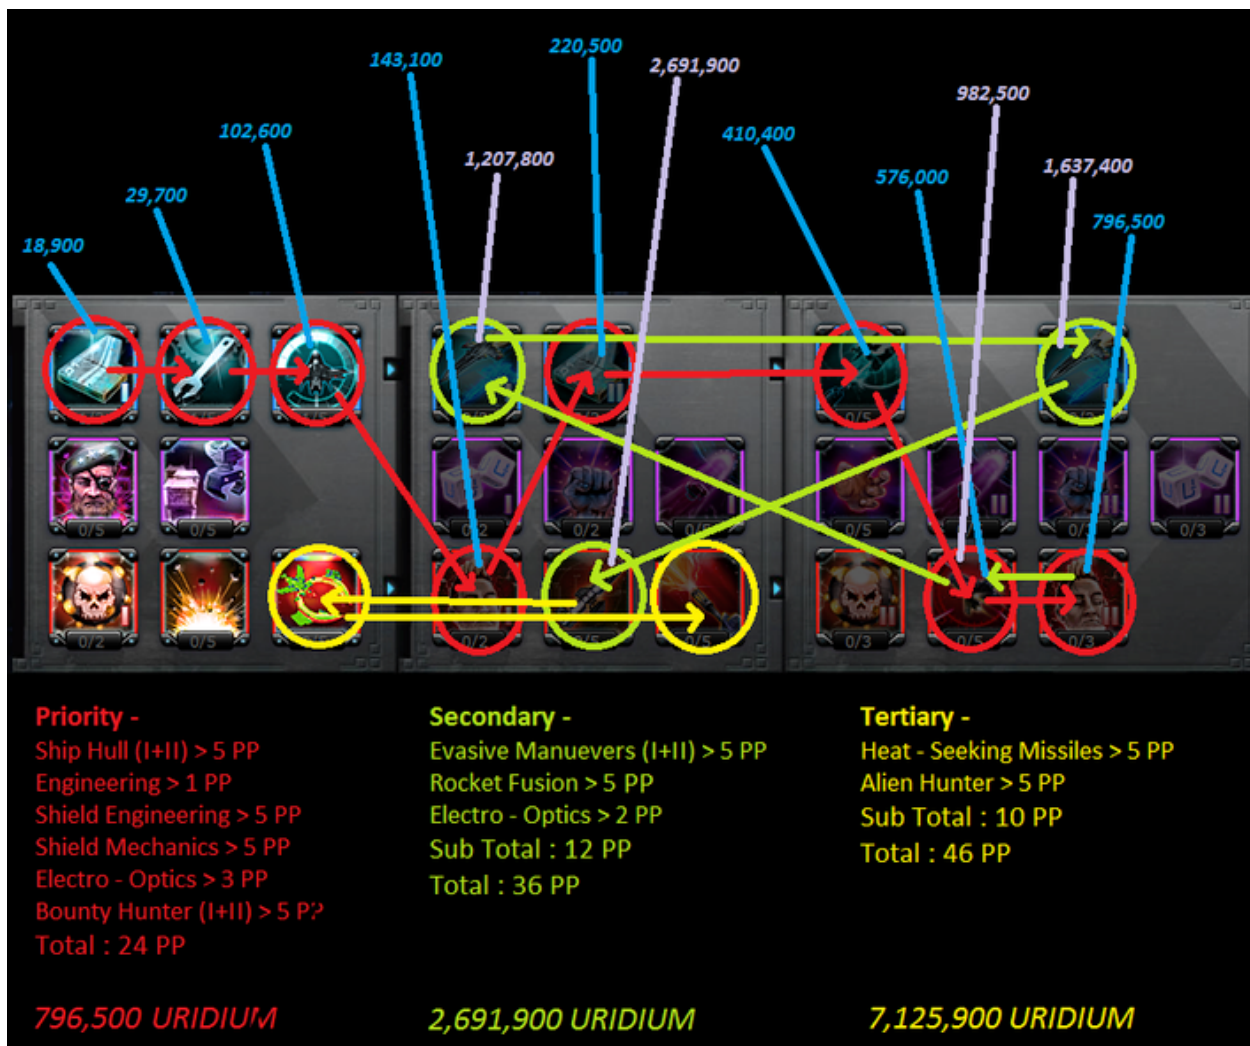 220,500
143,100
2,691,900
982,500
102,600
410,400
1,207,800
1,637,400
576,000
29,700
796,500
18,900
0/5
0/2
0/5
0/5
0/2
0/2
0/5
0/3
0/2
0/5
0/2
0/5
0/3
0/5
0/3
Priority -
Ship Hull (I+II) > 5 PP
Engineering > 1 PP
Shield Engineering > 5 PP
Shield Mechanics > 5 PP
Electro - Optics > 3 PP
Bounty Hunter (I+II) > 5 PP
Total : 24 PP
796,500 URIDIUM
Secondary -
Evasive Manuevers (I+II) > 5 PP
Rocket Fusion > 5 PP
Electro - Optics > 2 PP
Sub Total : 12 PP
Total : 36 PP
2,691,900 URIDIUM
Tertiary -
Heat - Seeking Missiles > 5 PP
Alien Hunter > 5 PP
Sub Total : 10 PP
Total : 46 PP
7,125,900 URIDIUM